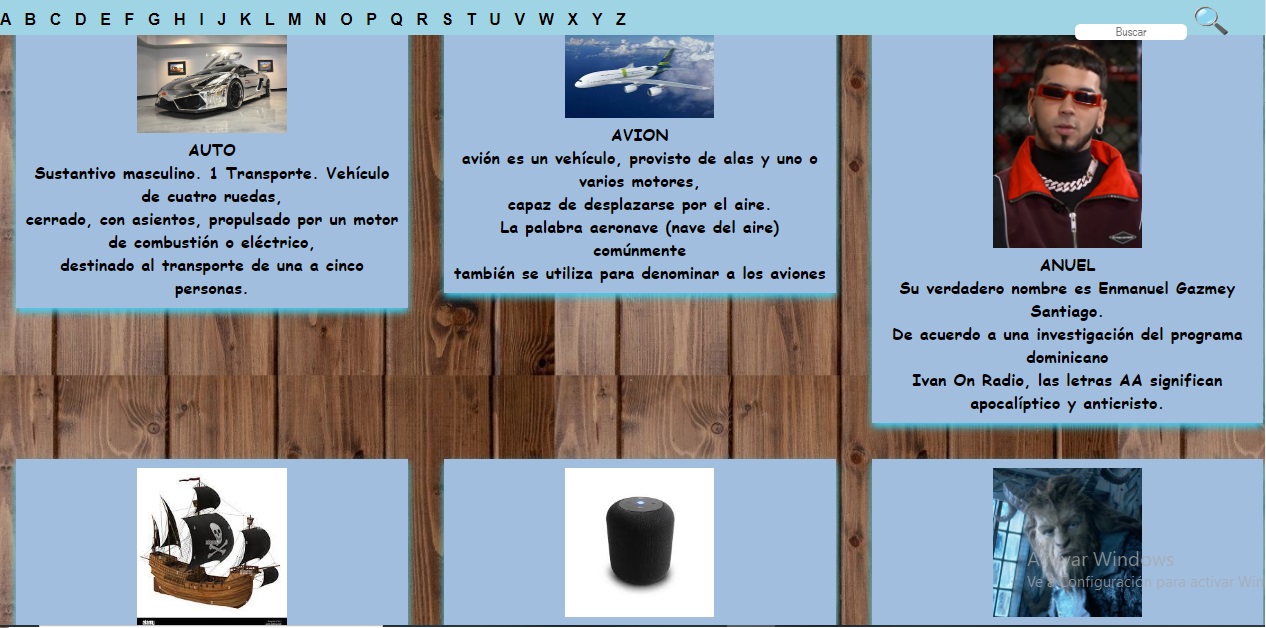 A B C D E F G H I J K L M N O P Q R S T U V W X Y Z
Buscar
AUTO
Sustantivo masculino. 1 Transporte. Vehículo
de cuatro ruedas,
cerrado, con asientos, propulsado por un motor
de combustión o eléctrico,
destinado al transporte de una a cinco
personas.
AVION
avión es un vehículo, provisto de alas y uno o
varios motores,
capaz de desplazarse por el aire.
La palabra aeronave (nave del aire)
comúnmente
también se utiliza para denominar a los aviones
ANUEL
Su verdadero nombre es Enmanuel Gazmey
Santiago.
De acuerdo a una investigación del programa
dominicano
Ivan On Radio, las letras AA significan
apocalíptico y anticristo.
alamy
Activar Windows
Ve a Configuración para activar Win